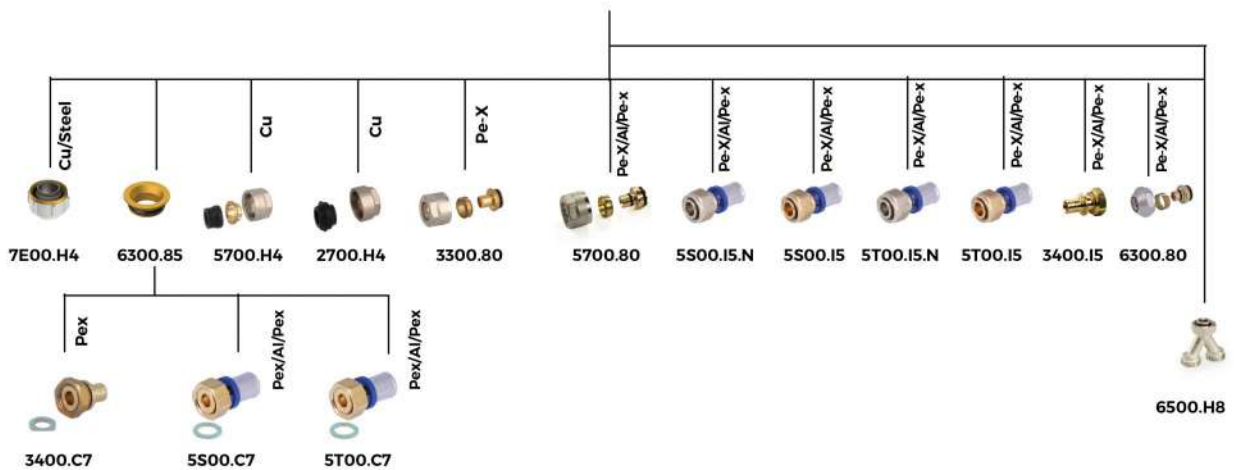 Cu/Steel
Cu
Cu
Pe-X
Pe-X/Al/Pe-x
Pe-X/Al/Pe-x
Pe-X/Al/Pe-x
Pe-X/Al/Pe-x
Pe-X/Al/Pe-x
Pe-X/Al/Pe-x
Pe-X/Al/Pe-x
7E00.H4 6300.85 5700.H4 2700.H4 3300.80 5700.80 5S00.I5.N 5S00.I5 5T00.I5.N 5T00.I5 3400.I5 6300.80
Pex
Pex/Al/Pex
Pex/Al/Pex
6500.H8
3400.C7 5S00.C7 5T00.C7